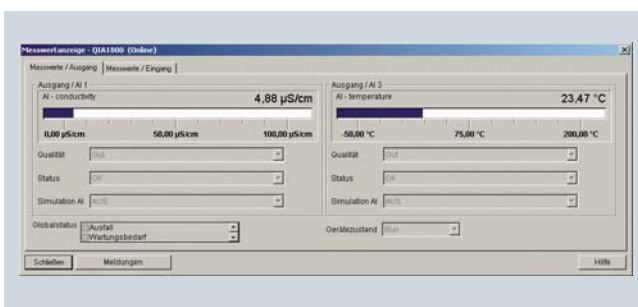 Messwertanzeige - QIA1000 (Online)
Messwerte / Ausgang Messwerte / Eingang
Ausgang / AI 1
AI - conductivity 4,88 µS/cm
0,00 µS/cm 50,00 µS/cm 100,00 µS/cm
Qualität Gut
Status OK
Simulation AI AUS
Ausgang / AI 3
AI - temperature 23,47 °C
-50,00 °C 75,00 °C 200,00 °C
Qualität Gut
Status OK
Simulation AI AUS
Globalstatus Ausfall
Wartungsbedarf
Gerätezustand Run
Schließen Meldungen Hilfe